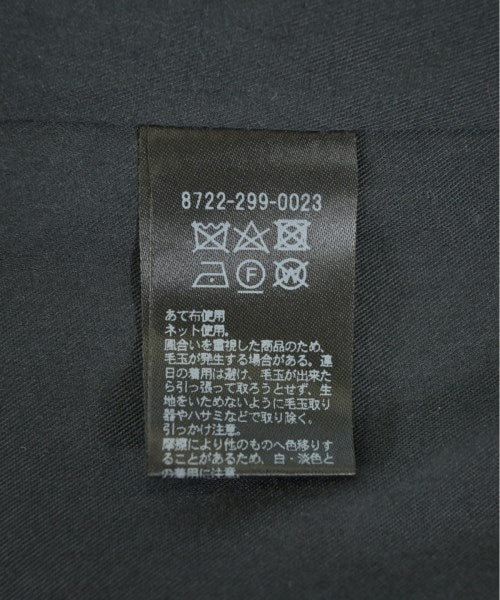 8722-299-0023
F
W
あて布使用
ネット使用。
風合いを重視した商品のため、
毛玉が発生する場合がある。連
日の着用は避け、毛玉が出来た
ら引っ張って取ろうとせず、生
地をいためないように毛玉取り
器やハサミなどで取り除く。
引っかけ注意。
摩擦により他のものへ色移りす
ることがあるため、白・淡色と
の着用に注意。